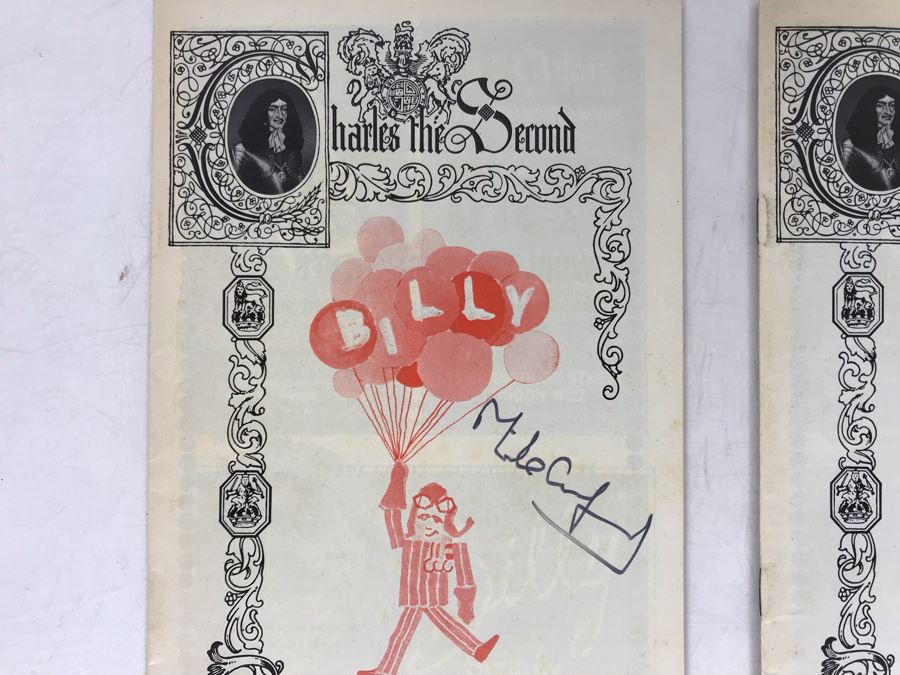 Charles the Second
BILLY